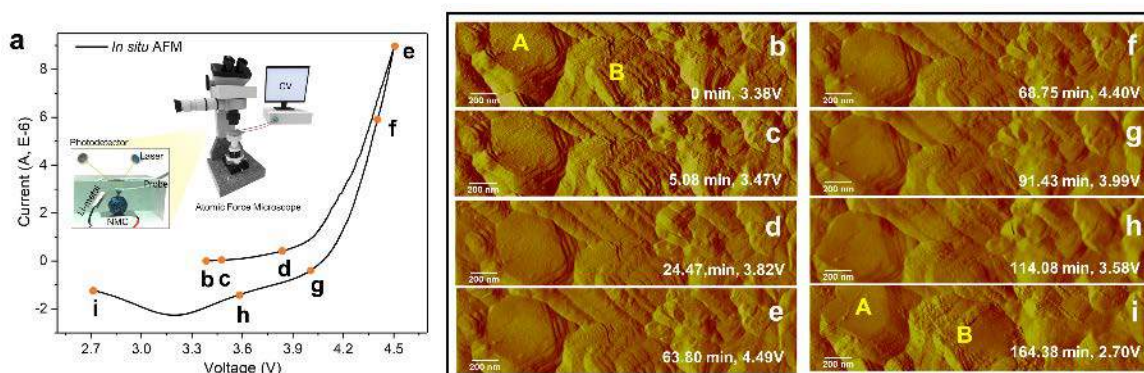 a
In situ AFM
CV
Photodetector
Laser
Probe
Li-metal
NMC
Atomic Force Microscope
Current (A, E-6)
8
6
4
2
0
-2
b
c
d
e
f
g
h
i
2.7
3.0
3.3
3.6
3.9
4.2
4.5
Voltage (V)
A
B
b
200 nm
0 min, 3.38V
c
200 nm
5.08 min, 3.47V
d
200 nm
24.47,min, 3.82V
e
200 nm
63.80 min, 4.49V
f
200 nm
68.75 min, 4.40V
g
200 nm
91.43 min, 3.99V
h
200 nm
114.08 min, 3.58V
A
B
i
200 nm
164.38 min, 2.70V